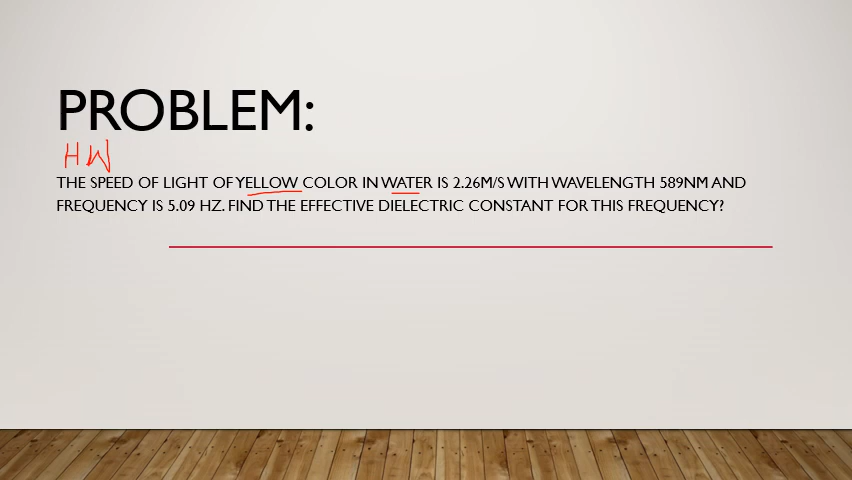 PROBLEM:
HW
THE SPEED OF LIGHT OF YELLOW COLOR IN WATER IS 2.26M/S WITH WAVELENGTH 589NM AND
FREQUENCY IS 5.09 HZ. FIND THE EFFECTIVE DIELECTRIC CONSTANT FOR THIS FREQUENCY?